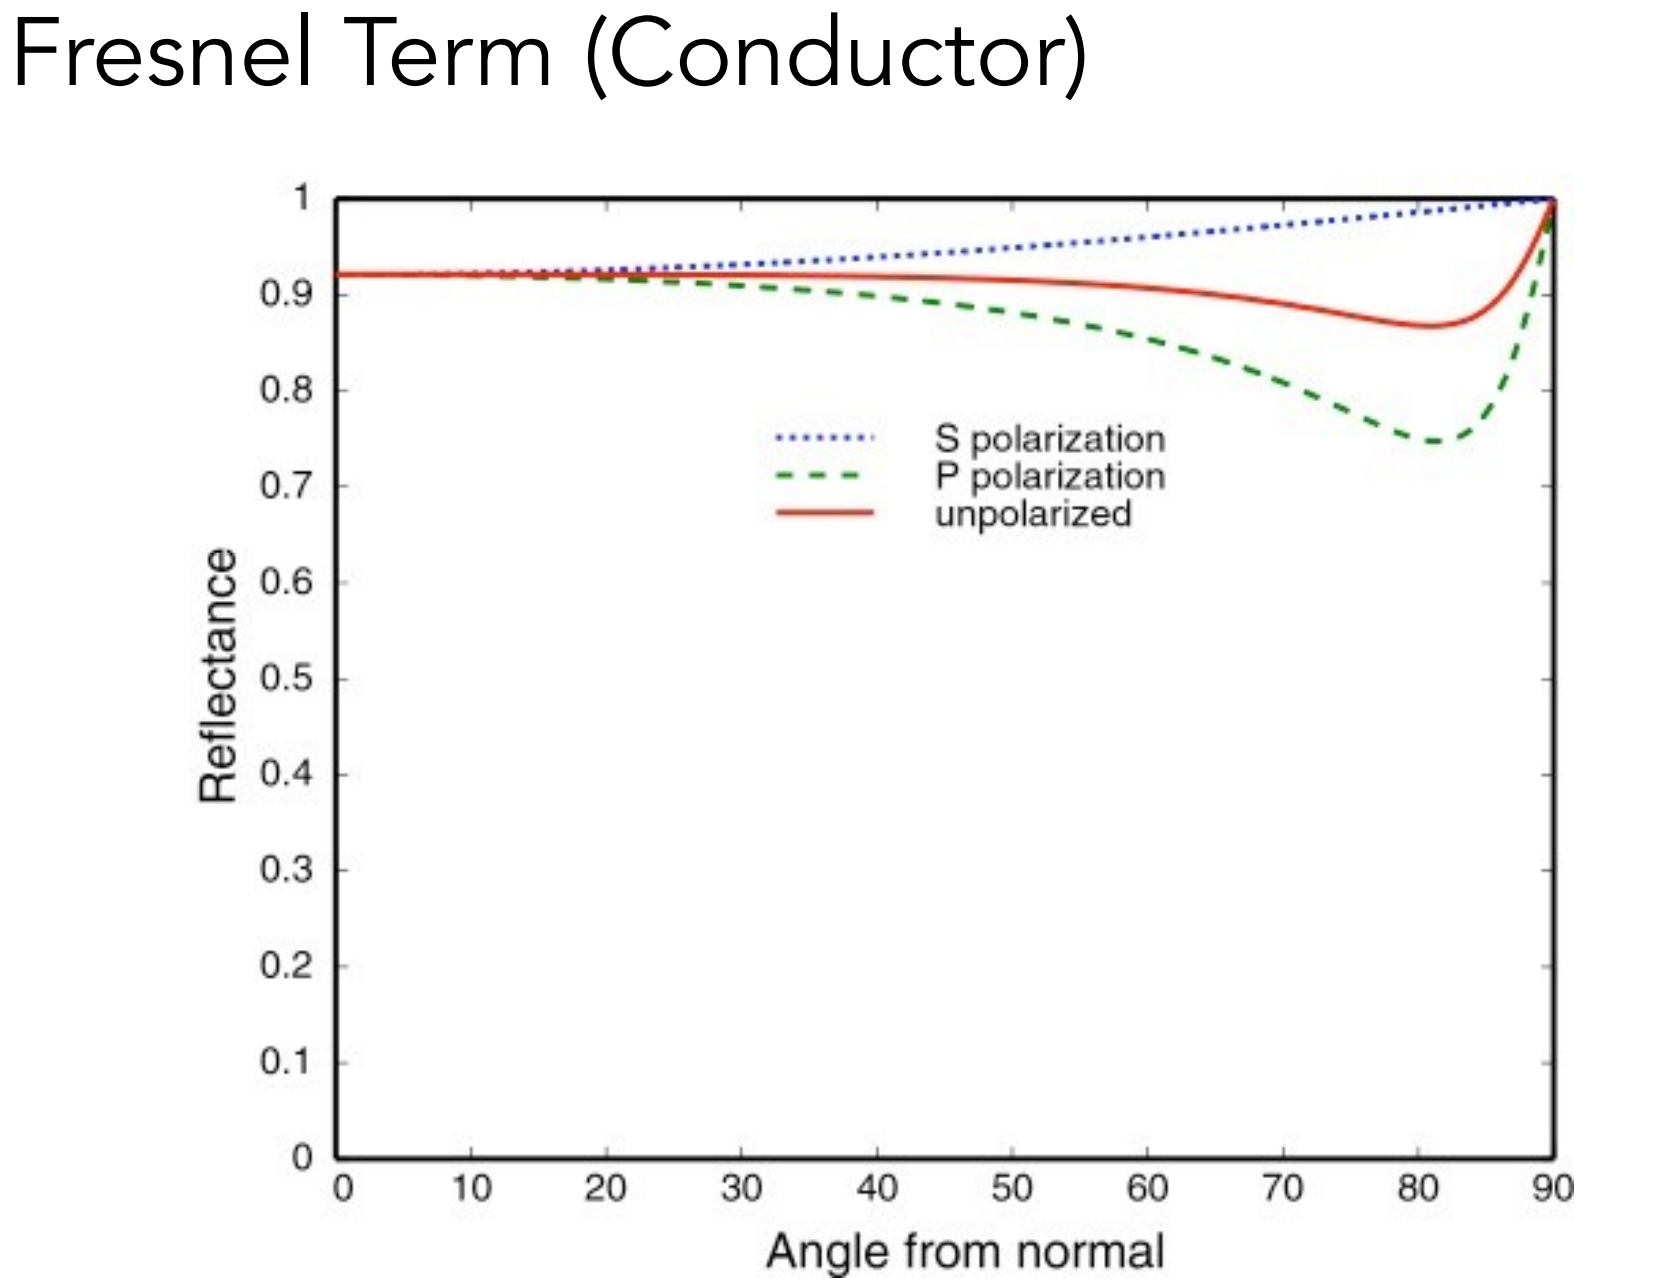 Fresnel Term (Conductor)
1
0.9
0.8
0.7
0.6
0.5
0.4
0.3
0.2
0.1
0
Reflectance
S polarization
P polarization
unpolarized
0 10 20 30 40 50 60 70 80 90
Angle from normal